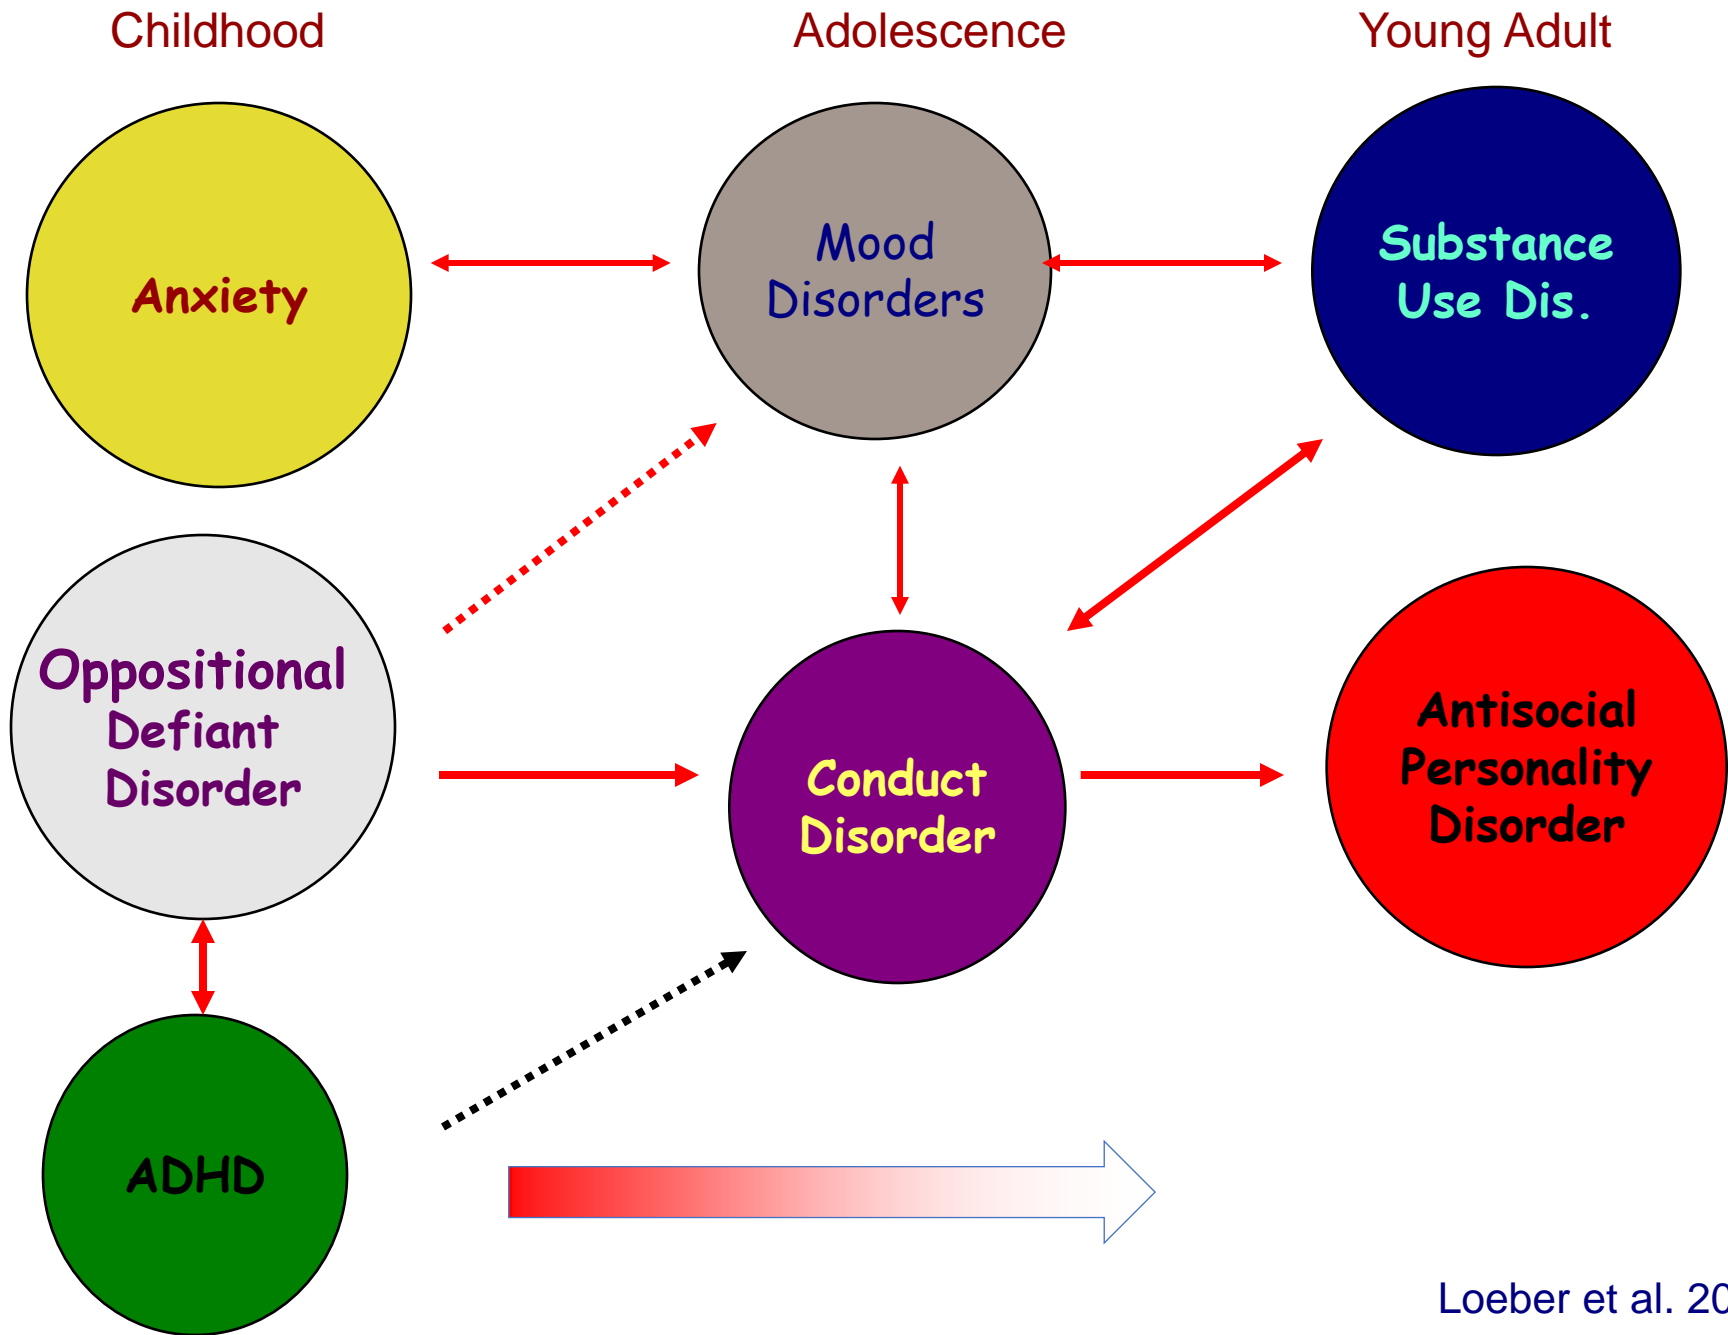 Childhood
Adolescence
Young Adult
Anxiety
Mood
Disorders
Substance
Use Dis.
Oppositional
Defiant
Disorder
Conduct
Disorder
Antisocial
Personality
Disorder
ADHD
Loeber et al. 20